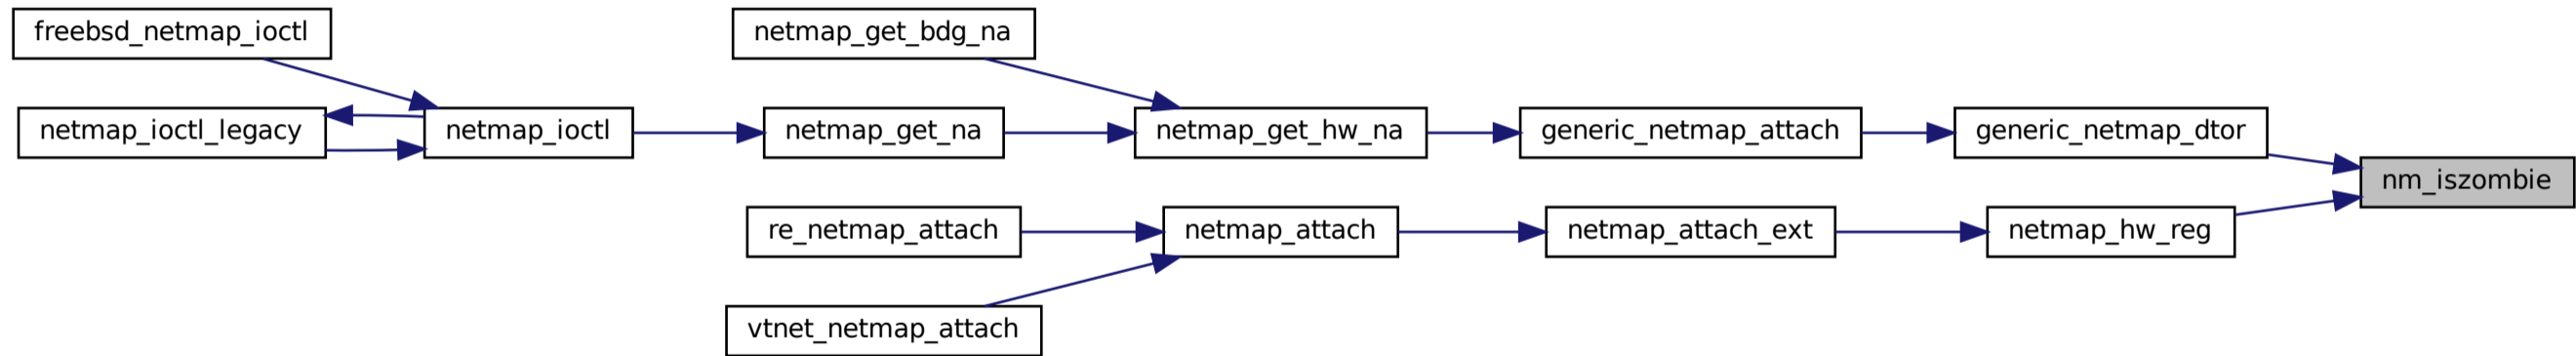 freebsd_netmap_ioctl
netmap_get_bdg_na
netmap_ioctl_legacy
netmap_ioctl
netmap_get_na
netmap_get_hw_na
generic_netmap_attach
generic_netmap_dtor
nm_iszombie
re_netmap_attach
netmap_attach
netmap_attach_ext
netmap_hw_reg
vtnet_netmap_attach